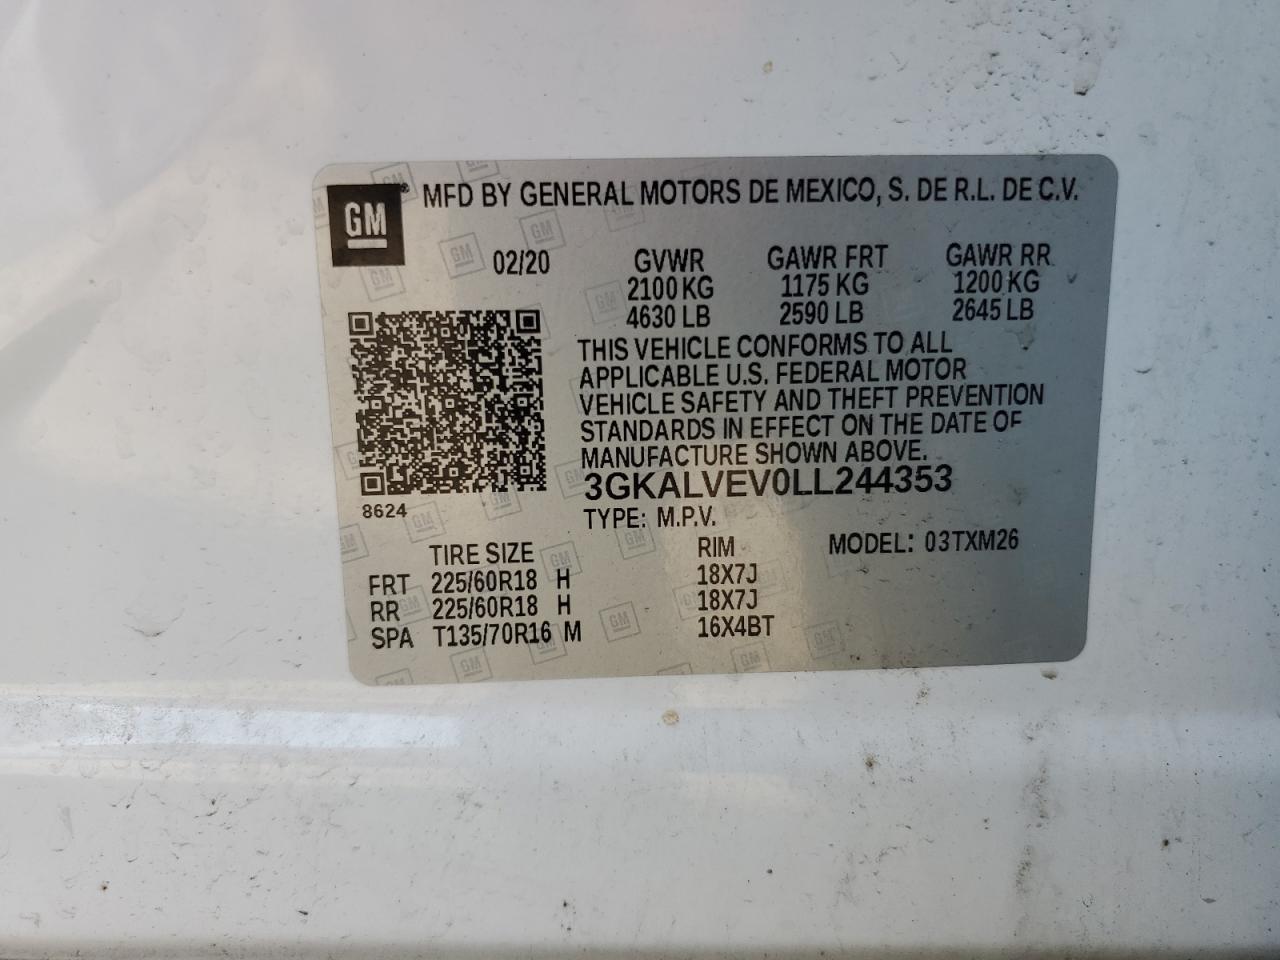 GM® MFD BY GENERAL MOTORS DE MEXICO, S. DE R.L. DE C.V.
02/20 GVWR GAWR FRT GAWR RR
2100 KG 1175 KG 1200 KG
4630 LB 2590 LB 2645 LB
THIS VEHICLE CONFORMS TO ALL
APPLICABLE U.S. FEDERAL MOTOR
VEHICLE SAFETY AND THEFT PREVENTION
STANDARDS IN EFFECT ON THE DATE OF
MANUFACTURE SHOWN ABOVE.
3GKALVEV0LL244353
8624
TYPE: M.P.V.
TIRE SIZE RIM MODEL: 03TXM26
FRT 225/60R18 H 18X7J
RR 225/60R18 H 18X7J
SPA T135/70R16 M 16X4BT